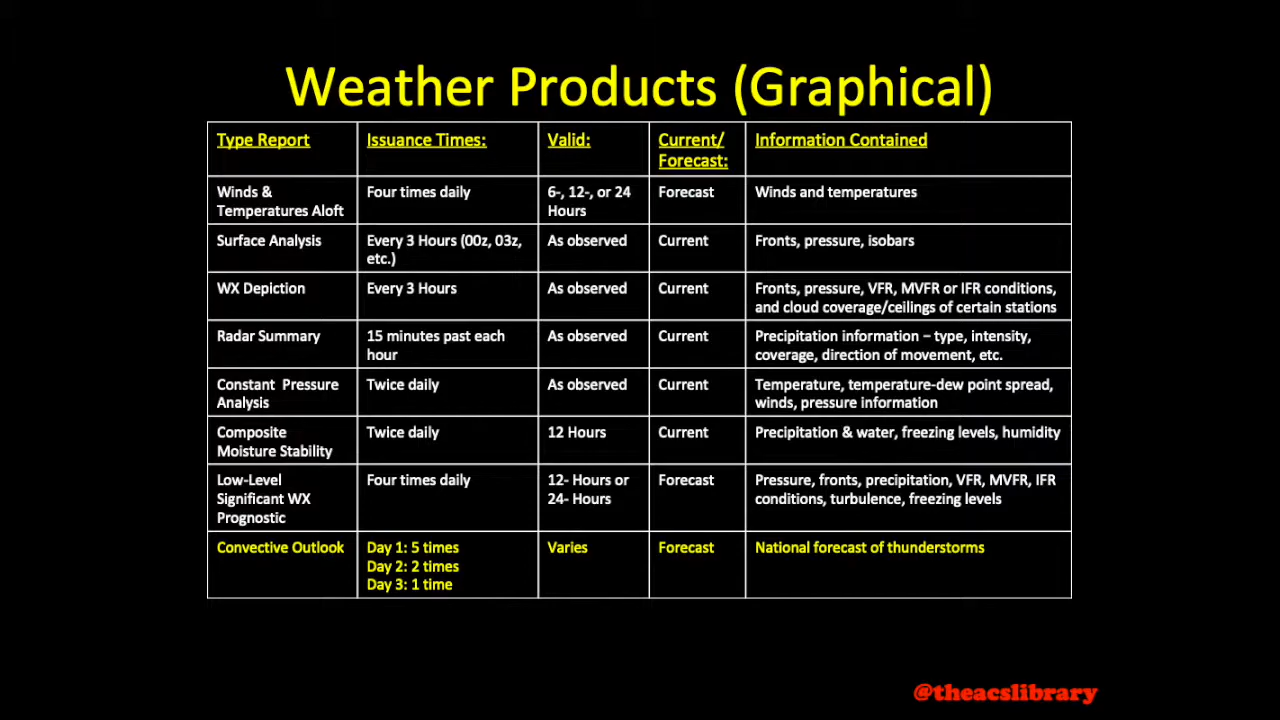 Weather Products (Graphical)
Type Report
Issuance Times:
Valid:
Current/
Forecast:
Information Contained
Winds &
Temperatures Aloft
Four times daily
6-, 12-, or 24
Hours
Forecast
Winds and temperatures
Surface Analysis
Every 3 Hours (00z, 03z,
etc.)
As observed
Current
Fronts, pressure, isobars
WX Depiction
Every 3 Hours
As observed
Current
Fronts, pressure, VFR, MVFR or IFR conditions,
and cloud coverage/ceilings of certain stations
Radar Summary
15 minutes past each
hour
As observed
Current
Precipitation information – type, intensity,
coverage, direction of movement, etc.
Constant Pressure
Analysis
Twice daily
As observed
Current
Temperature, temperature-dew point spread,
winds, pressure information
Composite
Moisture Stability
Twice daily
12 Hours
Current
Precipitation & water, freezing levels, humidity
Low-Level
Significant WX
Prognostic
Four times daily
12- Hours or
24- Hours
Forecast
Pressure, fronts, precipitation, VFR, MVFR, IFR
conditions, turbulence, freezing levels
Convective Outlook
Day 1: 5 times
Day 2: 2 times
Day 3: 1 time
Varies
Forecast
National forecast of thunderstorms
@theacslibrary